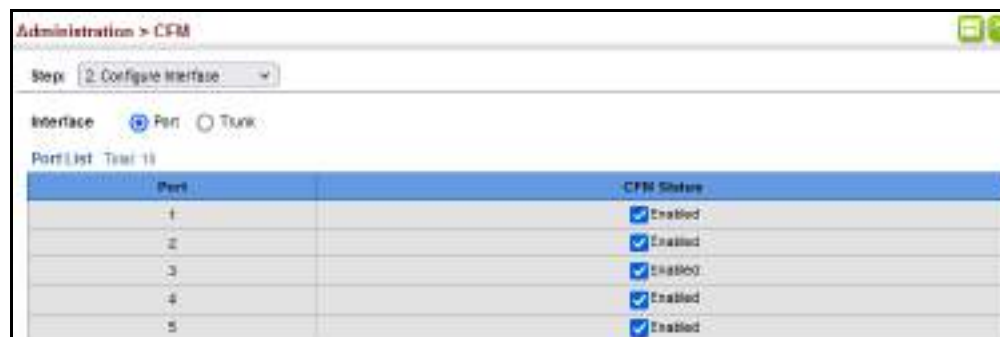 Administration > CFM
Step: 2. Configure Interface
Interface Port Trunk
Port List Total:
Port CFM Status
1 Enabled
2 Enabled
3 Enabled
4 Enabled
5 Enabled